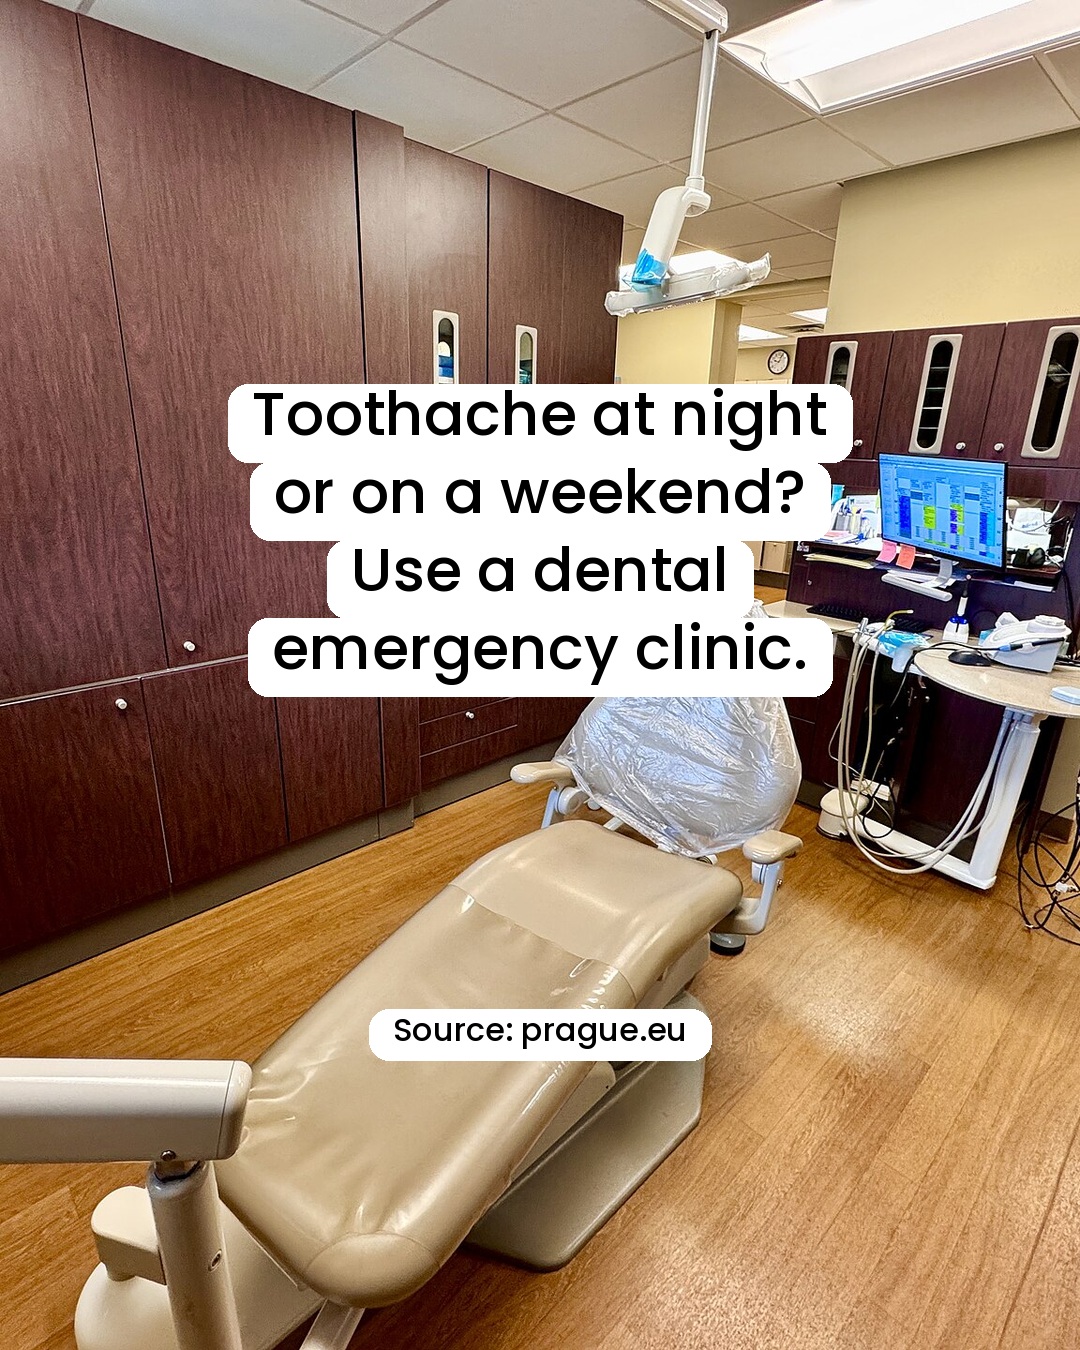 Toothache at night
or on a weekend?
Use a dental
emergency clinic.
Source: prague.eu